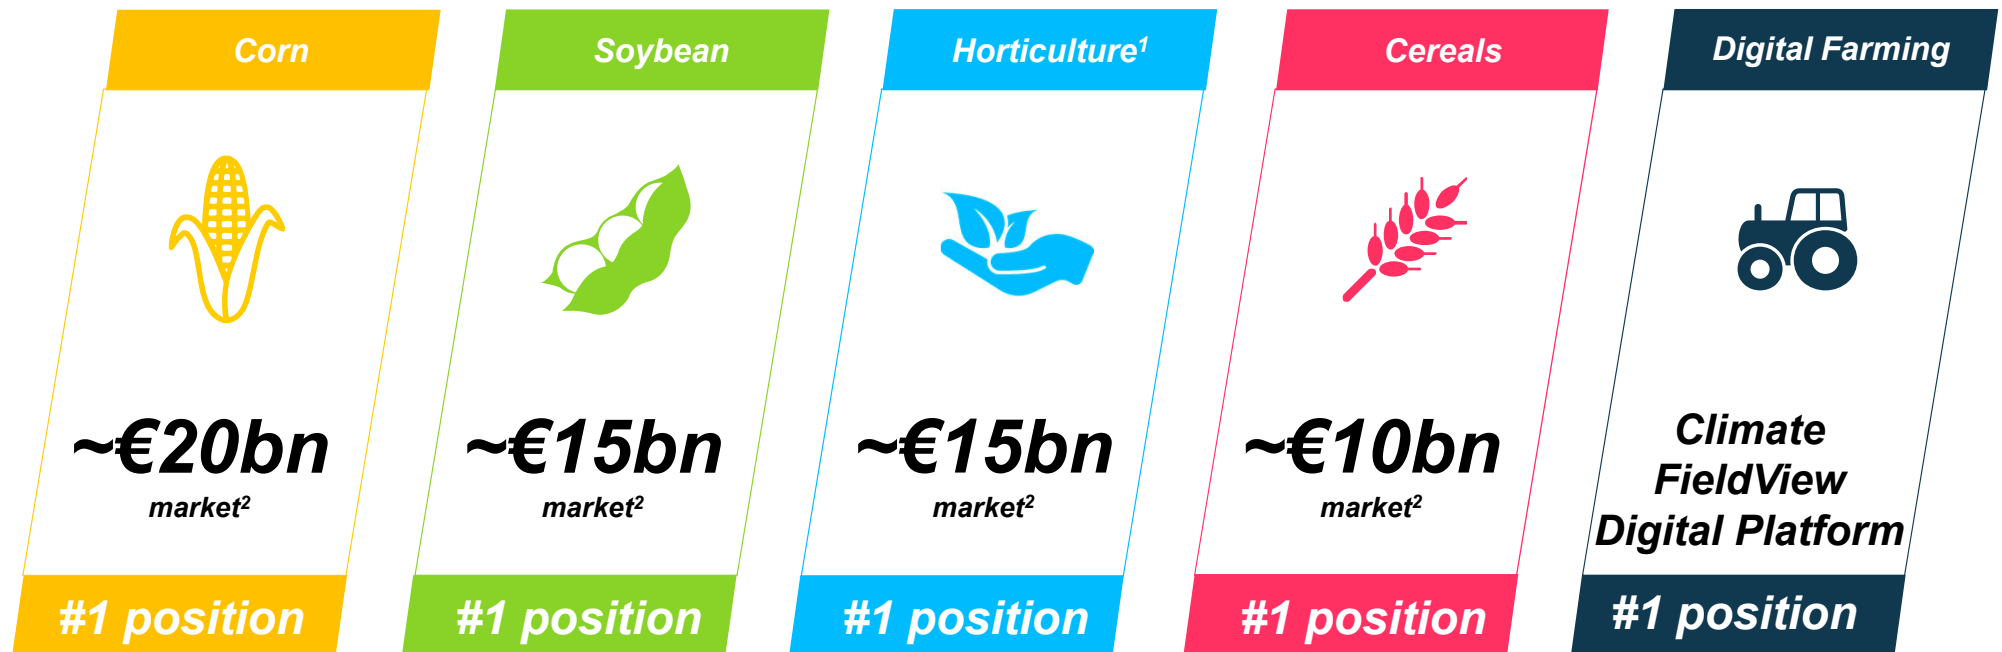 Corn
Soybean
Horticulture¹
Cereals
Digital Farming
~€20bn
market²
~€15bn
market²
~€15bn
market²
~€10bn
market²
Climate
FieldView
Digital Platform
#1 position
#1 position
#1 position
#1 position
#1 position